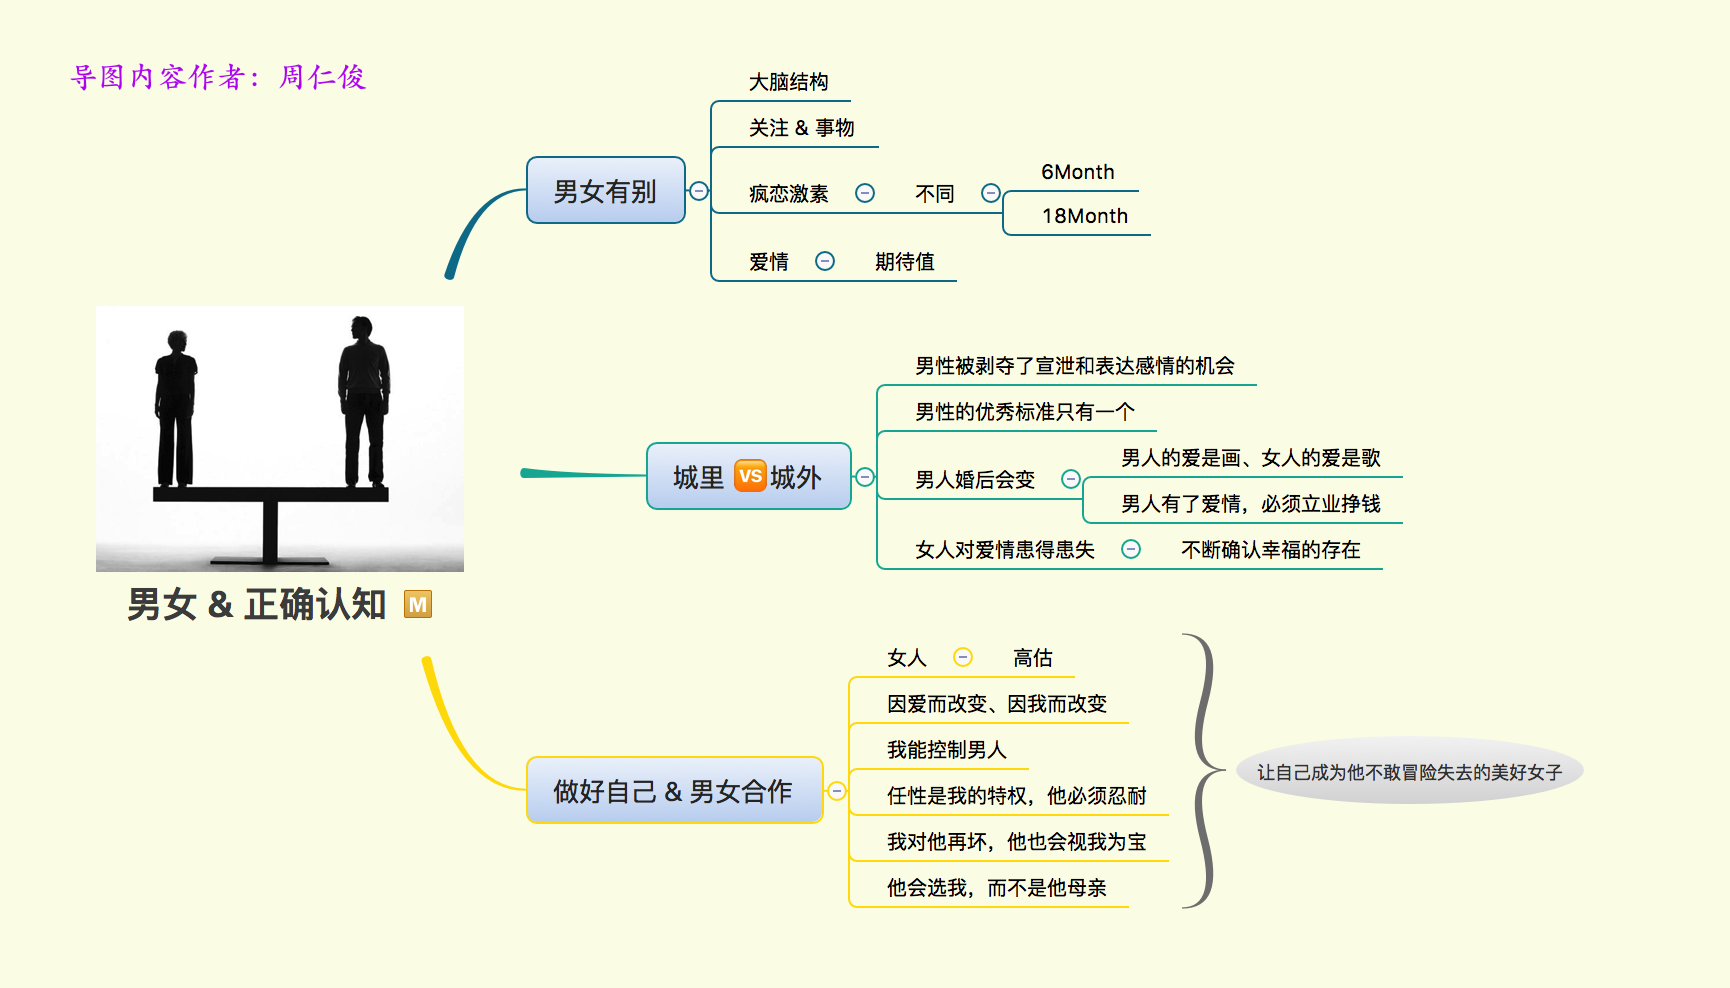 导图内容作者：周仁俊
男女 & 正确认知 M
男女有别
大脑结构
关注 & 事物
疯恋激素
不同
6Month
18Month
爱情
期待值
城里 VS 城外
男性被剥夺了宣泄和表达感情的机会
男性的优秀标准只有一个
男人婚后会变
男人的爱是画、女人的爱是歌
男人有了爱情，必须立业挣钱
女人对爱情患得患失
不断确认幸福的存在
做好自己 & 男女合作
女人
高估
因爱而改变、因我而改变
我能控制男人
任性是我的特权，他必须忍耐
我对他再坏，他也会视我为宝
他会选我，而不是他母亲
让自己成为他不敢冒险失去的美好女子